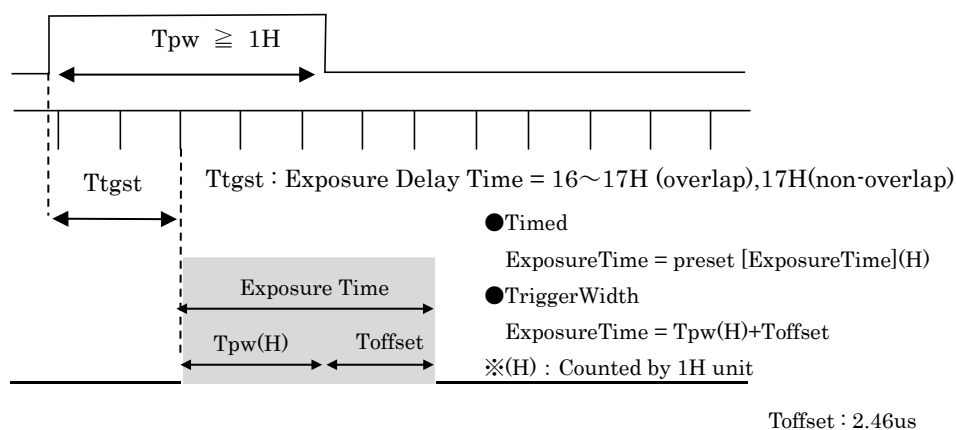 Tpw ≧ 1H
Ttgst
Ttgst : Exposure Delay Time = 16～17H (overlap),17H(non-overlap)
●Timed
ExposureTime = preset [ExposureTime](H)
●TriggerWidth
ExposureTime = Tpw(H)+Toffset
※(H) : Counted by 1H unit
Exposure Time
Tpw(H)
Toffset
Toffset : 2.46us